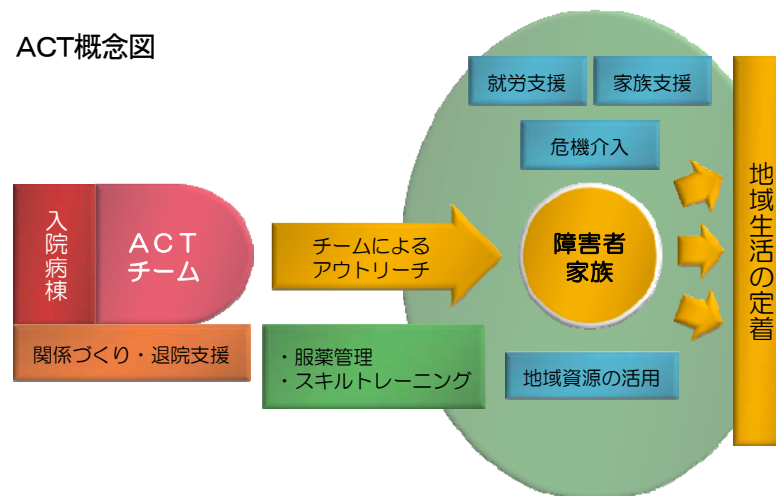 ACT概念図
就労支援
家族支援
危機介入
入院病棟
ACT
チーム
チームによる
アウトリーチ
障害者
家族
地域生活の定着
関係づくり・退院支援
・服薬管理
・スキルトレーニング
地域資源の活用